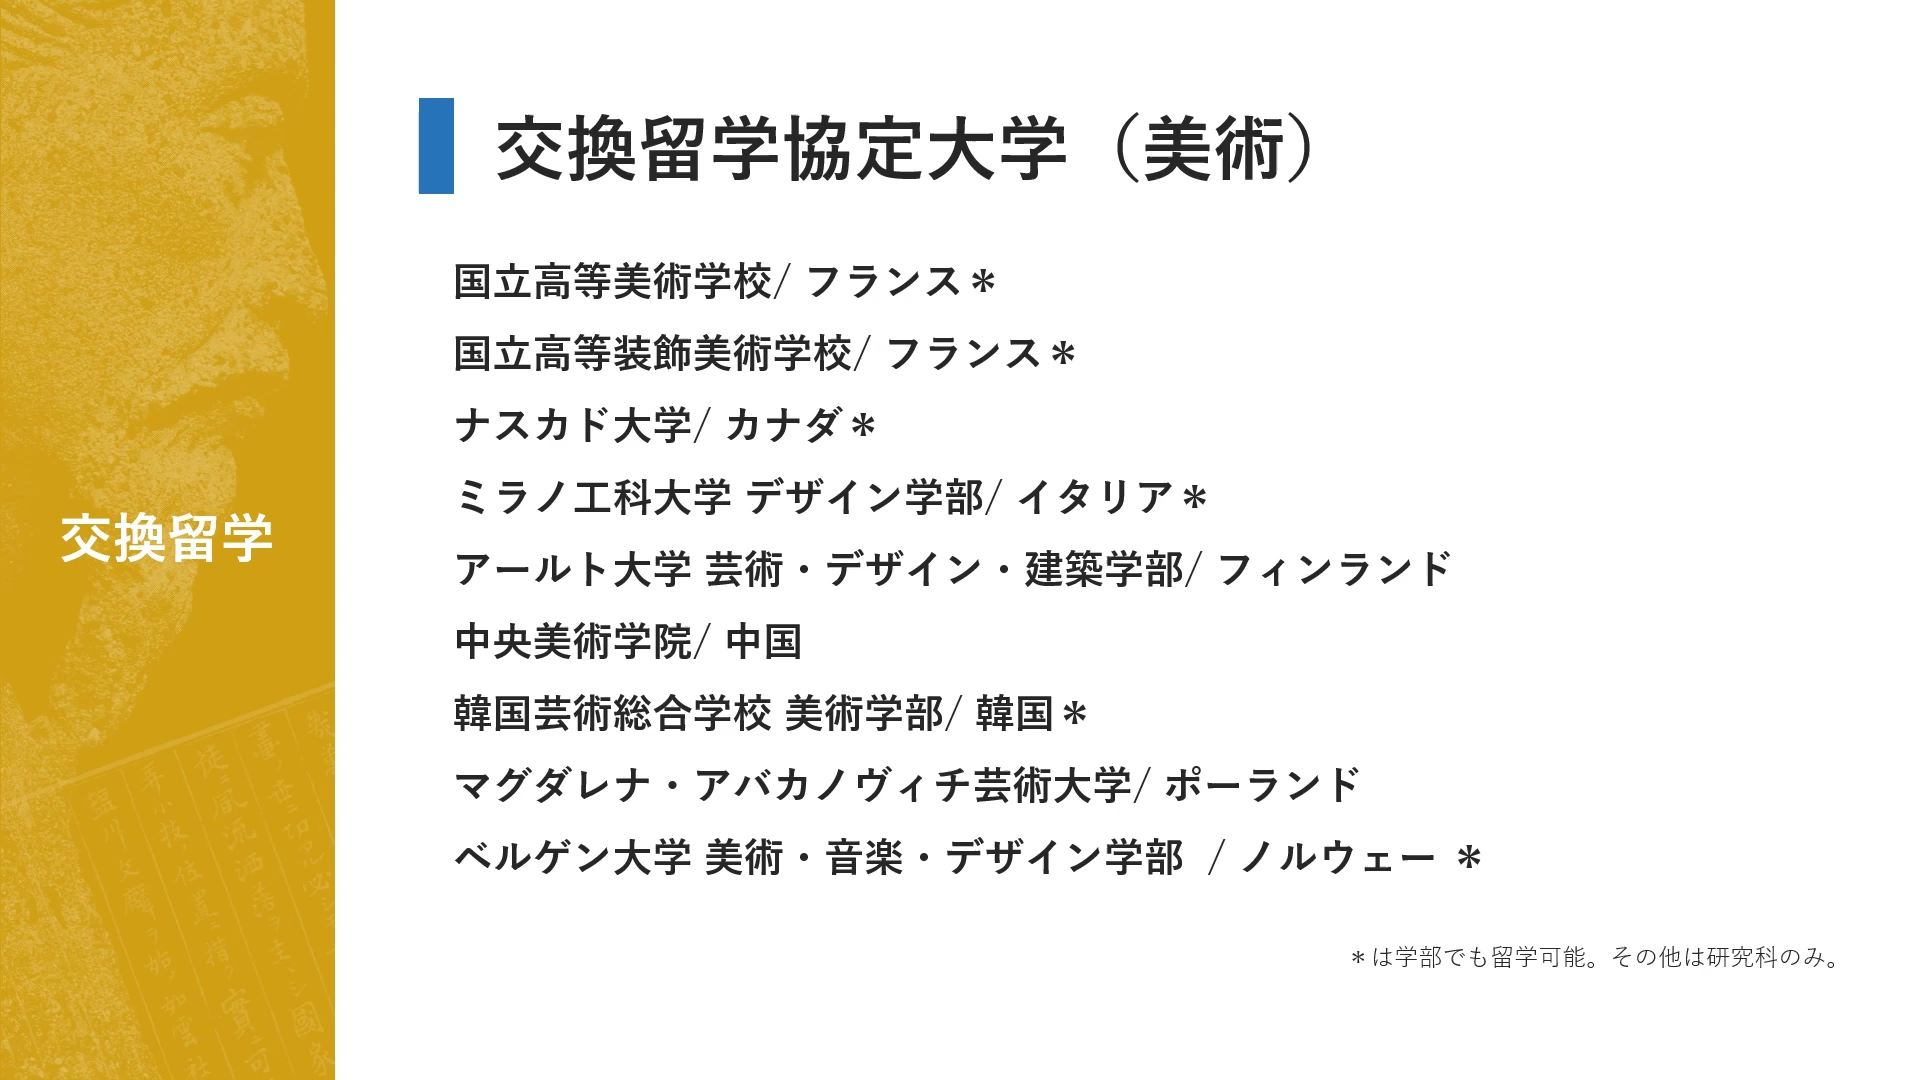 交換留学
交換留学協定大学（美術）
国立高等美術学校/ フランス＊
国立高等装飾美術学校/ フランス＊
ナスカド大学/ カナダ＊
ミラノ工科大学 デザイン学部/ イタリア＊
アールト大学 芸術・デザイン・建築学部/ フィンランド
中央美術学院/ 中国
韓国芸術総合学校 美術学部/ 韓国＊
マグダレナ・アバカノヴィチ芸術大学/ ポーランド
ベルゲン大学 美術・音楽・デザイン学部 / ノルウェー ＊
＊は学部でも留学可能。その他は研究科のみ。